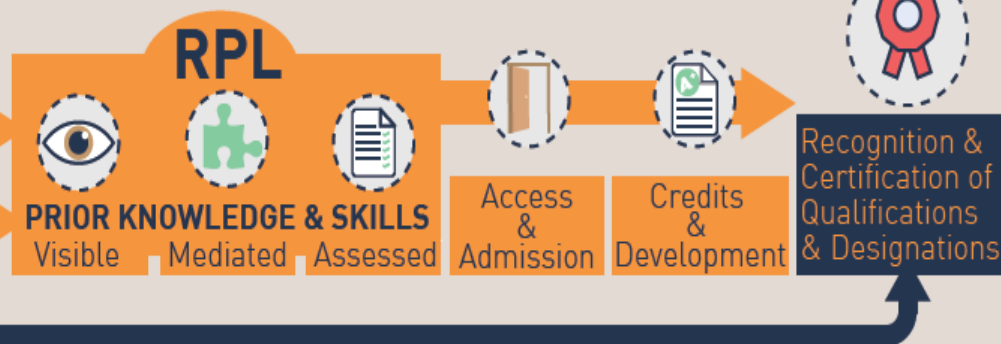 RPL
PRIOR KNOWLEDGE & SKILLS
Visible
Mediated
Assessed
Access
&
Admission
Credits
&
Development
Recognition &
Certification of
Qualifications
& Designations